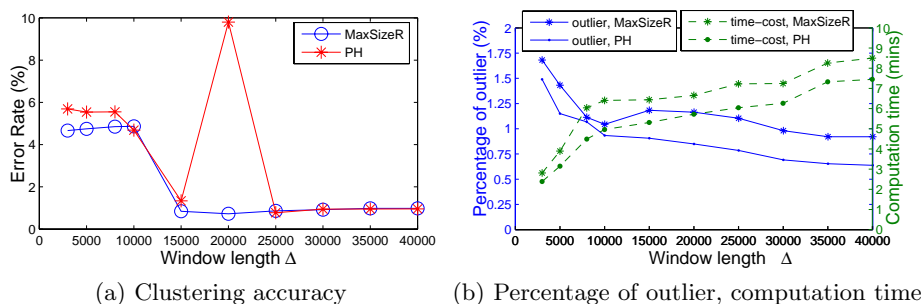 10
8
6
4
2
0
Error Rate (%)
MaxSizeR
PH
0 5000 10000 15000 20000 25000 30000 35000 40000
Window length Δ
(a) Clustering accuracy
2
1.75
1.5
1.25
1
0.75
0.5
0.25
0
Percentage of outlier (%)
outlier, MaxSizeR
outlier, PH
time-cost, MaxSizeR
time-cost, PH
10
9
8
7
6
5
4
3
2
1
0
Computation time (mins)
0 5000 10000 15000 20000 25000 30000 35000 40000
Window length Δ
(b) Percentage of outlier, computation time